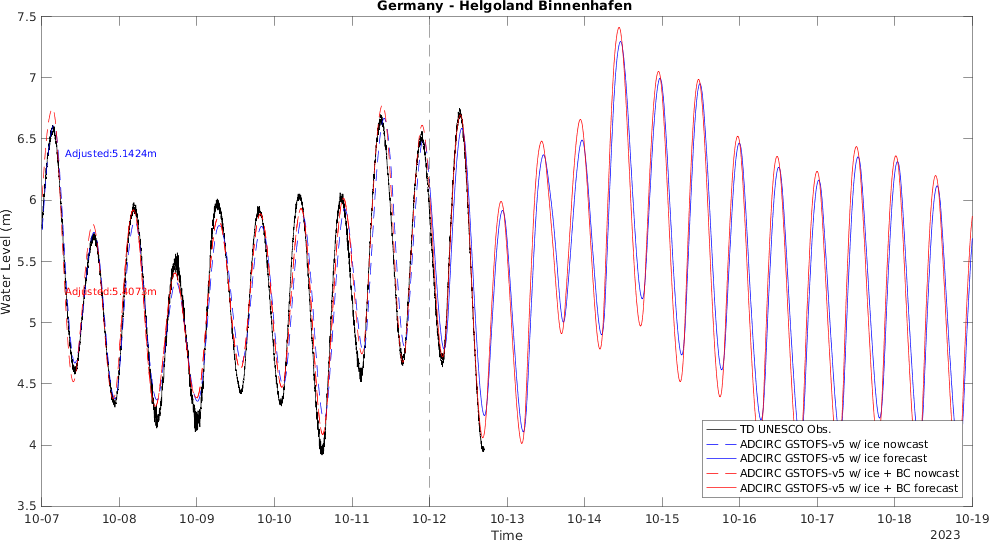 Germany - Helgoland Binnenhafen
7.5
7
6.5
6
5.5
5
4.5
4
3.5
Water Level (m)
Adjusted:5.1424m
TD UNESCO Obs.
ADCIRC GSTOFS-v5 w/ ice nowcast
ADCIRC GSTOFS-v5 w/ ice forecast
ADCIRC GSTOFS-v5 w/ ice + BC nowcast
ADCIRC GSTOFS-v5 w/ ice + BC forecast
10-07 10-08 10-09 10-10 10-11 10-12 10-13 10-14 10-15 10-16 10-17 10-18 10-19
Time
2023